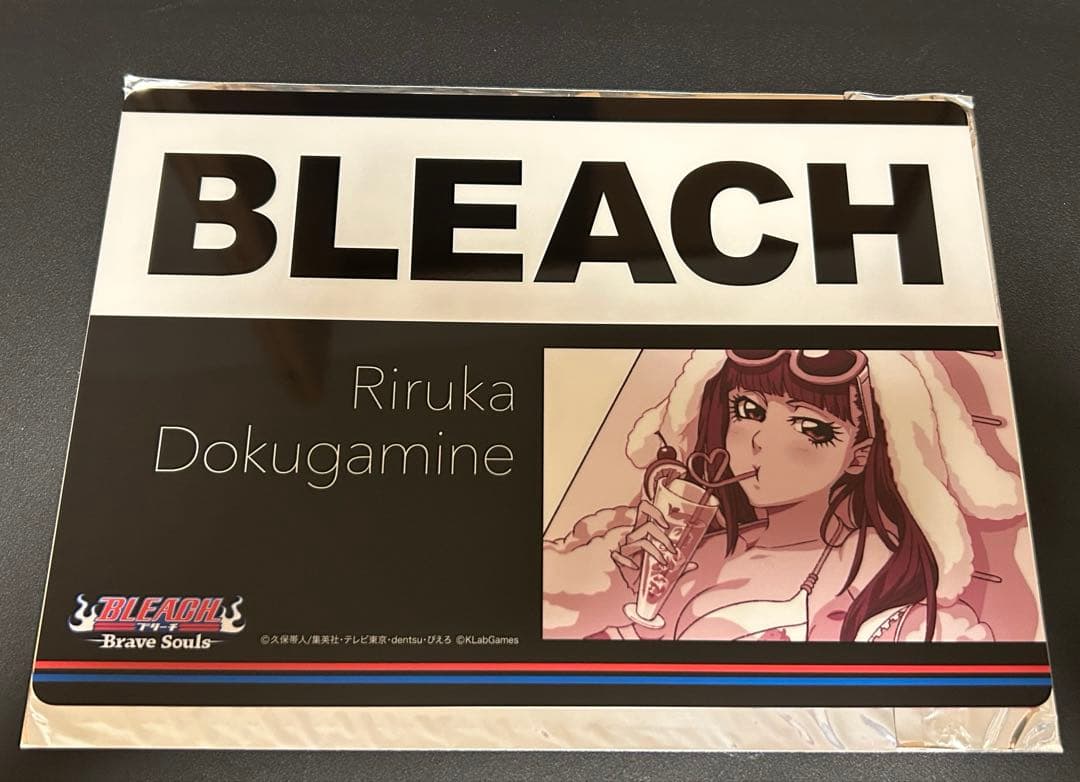 BLEACH
Riruka
Dokugamine
BLEACH
ブリーチ
Brave Souls
©久保帯人/集英社・テレビ東京・dentsu・ぴえろ ©KLabGames